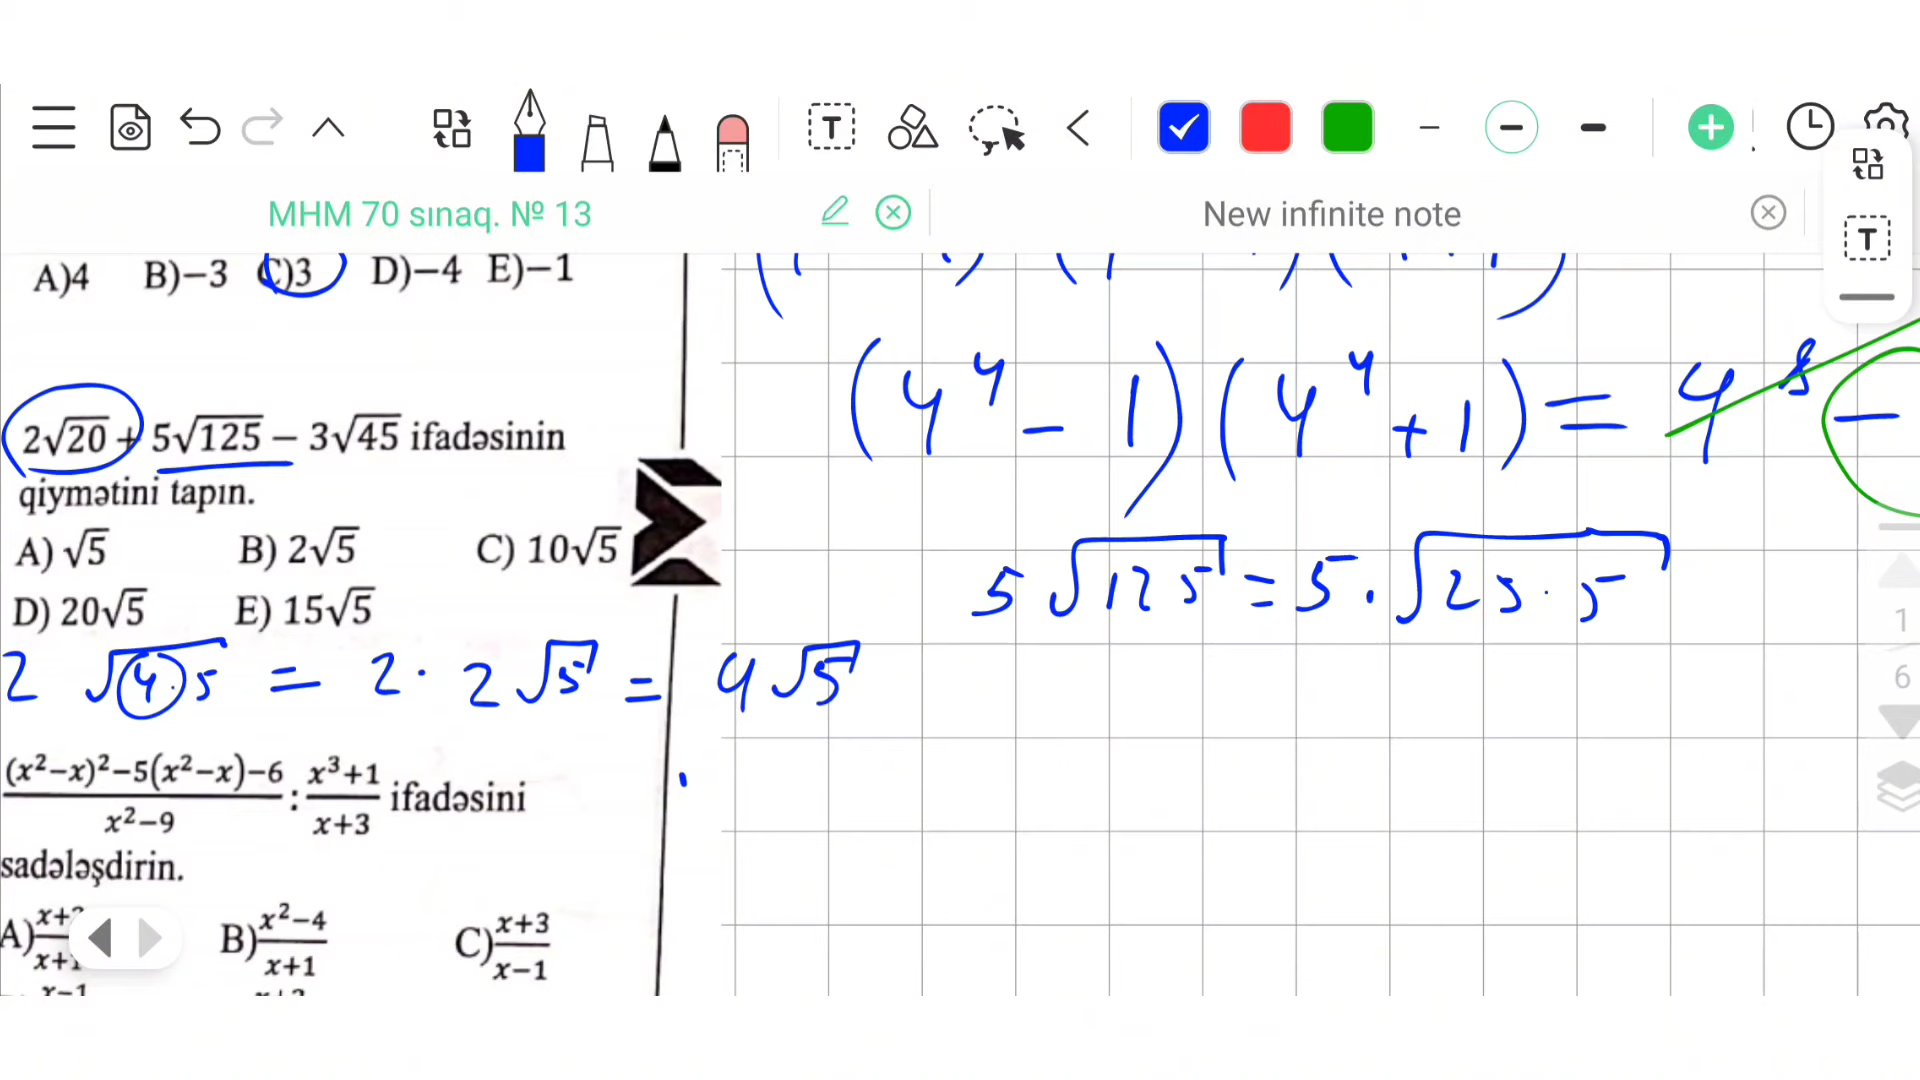 MHM 70 sınaq. № 13
New infinite note
A)4 B)−3 C)3 D)−4 E)−1
2√20 + 5√125 − 3√45 ifadəsinin
qiymətini tapın.
A) √5 B) 2√5 C) 10√5
D) 20√5 E) 15√5
2 √4·5 = 2 · 2√5 = 4√5
(x²−x)²−5(x²−x)−6 / x²−9 : x³+1 / x+3 ifadəsini
sadələşdirin.
B) x²−4 / x+1 C) x+3 / x−1
(4⁴ − 1)(4⁴ + 1) = 4⁸ −
5√125 = 5 · √25 · 5
T
T
1
6